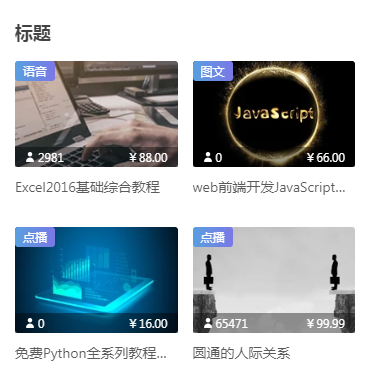 标题
语音
图文
JavaScript
2981 ￥88.00
0 ￥66.00
Excel2016基础综合教程
web前端开发JavaScript...
点播
点播
0 ￥16.00
65471 ￥99.99
免费Python全系列教程...
圆通的人际关系